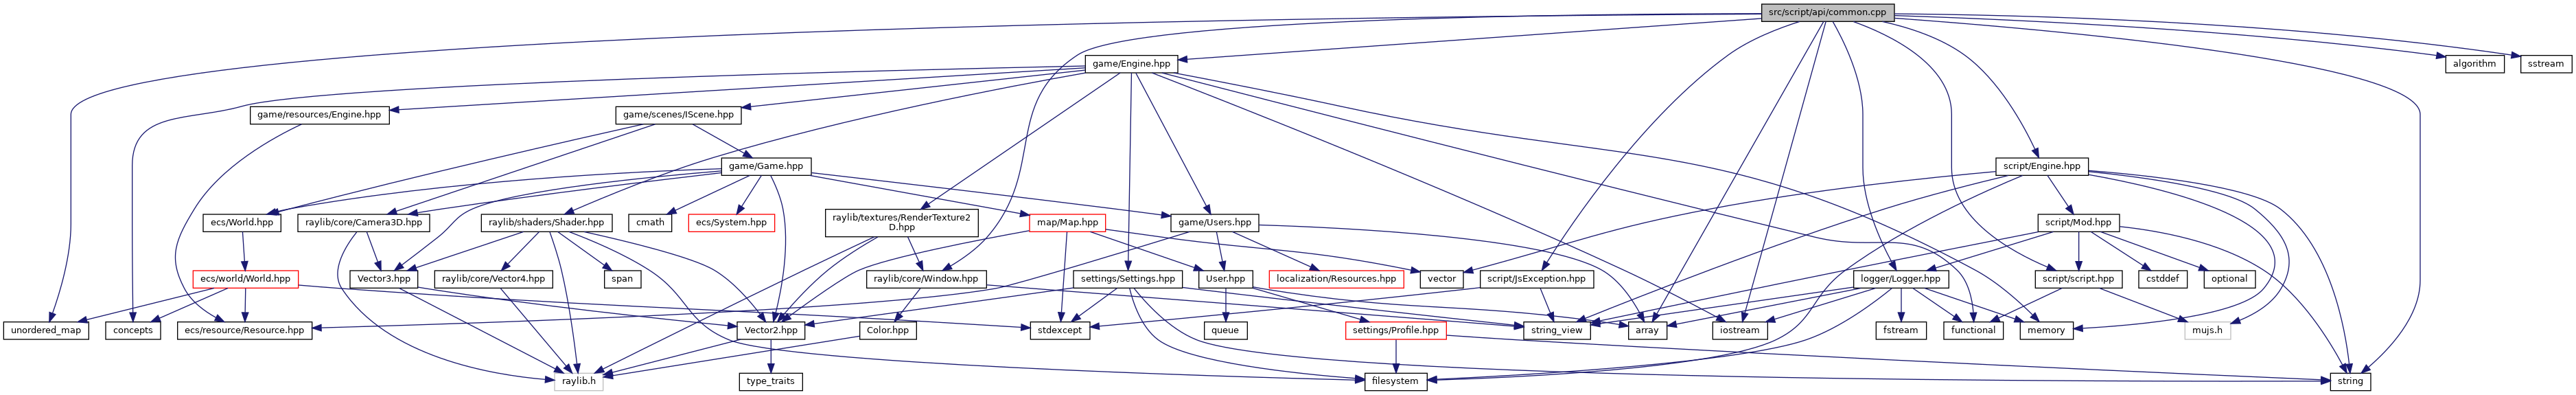 src/script/api/common.cpp
game/Engine.hpp
algorithm
sstream
game/resources/Engine.hpp
game/scenes/IScene.hpp
game/Game.hpp
script/Engine.hpp
ecs/World.hpp
raylib/core/Camera3D.hpp
raylib/shaders/Shader.hpp
cmath
ecs/System.hpp
raylib/textures/RenderTexture2
D.hpp
map/Map.hpp
game/Users.hpp
script/Mod.hpp
ecs/world/World.hpp
Vector3.hpp
raylib/core/Vector4.hpp
span
raylib/core/Window.hpp
settings/Settings.hpp
User.hpp
localization/Resources.hpp
vector
script/JsException.hpp
logger/Logger.hpp
script/script.hpp
cstddef
optional
unordered_map
concepts
ecs/resource/Resource.hpp
Vector2.hpp
Color.hpp
stdexcept
queue
settings/Profile.hpp
string_view
array
iostream
fstream
functional
memory
mujs.h
raylib.h
type_traits
filesystem
string